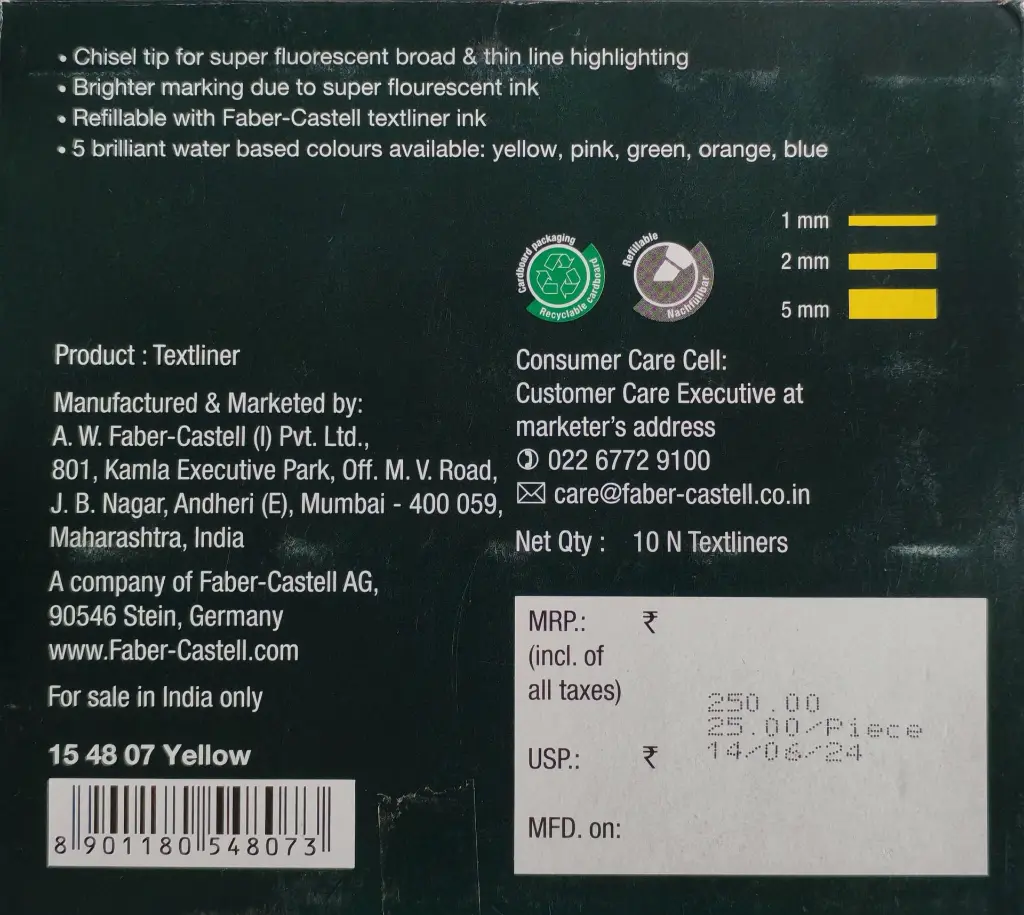 • Chisel tip for super fluorescent broad & thin line highlighting
• Brighter marking due to super flourescent ink
• Refillable with Faber-Castell textliner ink
• 5 brilliant water based colours available: yellow, pink, green, orange, blue
Cardboard packaging
Recyclable cardboard
Refillable
Nachfüllbar
1 mm
2 mm
5 mm
Product : Textliner
Manufactured & Marketed by:
A. W. Faber-Castell (I) Pvt. Ltd.,
801, Kamla Executive Park, Off. M. V. Road,
J. B. Nagar, Andheri (E), Mumbai - 400 059,
Maharashtra, India
A company of Faber-Castell AG,
90546 Stein, Germany
www.Faber-Castell.com
For sale in India only
15 48 07 Yellow
8 901180 548073
Consumer Care Cell:
Customer Care Executive at
marketer's address
022 6772 9100
care@faber-castell.co.in
Net Qty : 10 N Textliners
MRP.: ₹
(incl. of
all taxes)
250.00
25.00/Piece
USP.: ₹
14/06/24
MFD. on: